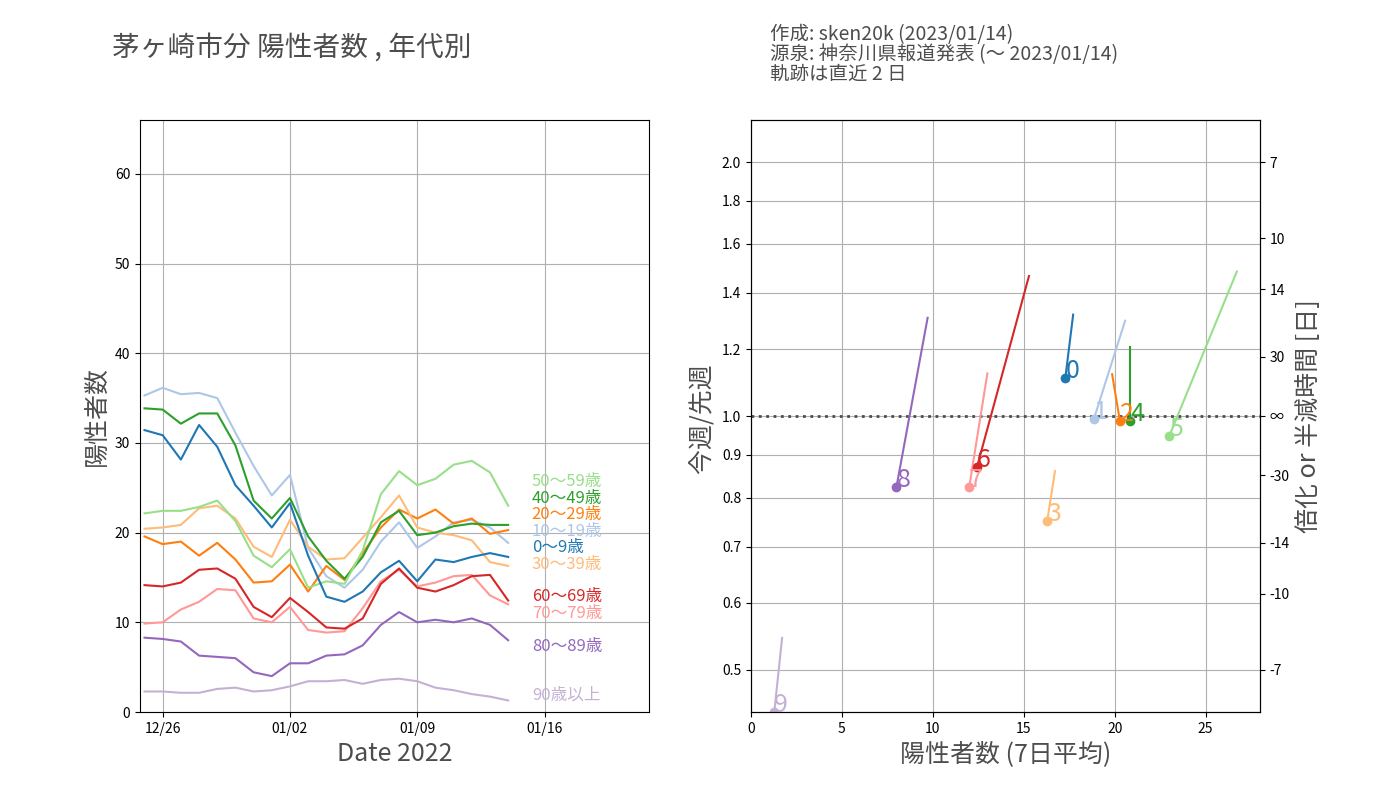 茅ヶ崎市分 陽性者数 , 年代別
作成: sken20k (2023/01/14)
源泉: 神奈川県報道発表 (～ 2023/01/14)
軌跡は直近 2 日
陽性者数
60
50
40
30
20
10
0
12/26
01/02
01/09
01/16
Date 2022
50～59歳
40～49歳
20～29歳
10～19歳
0～9歳
30～39歳
60～69歳
70～79歳
80～89歳
90歳以上
今週/先週
2.0
1.8
1.6
1.4
1.2
1.0
0.9
0.8
0.7
0.6
0.5
0
5
10
15
20
25
陽性者数 (7日平均)
7
10
14
30
∞
-30
-14
-10
-7
倍化 or 半減時間 [日]
0
1
2
4
5
6
7
8
3
9